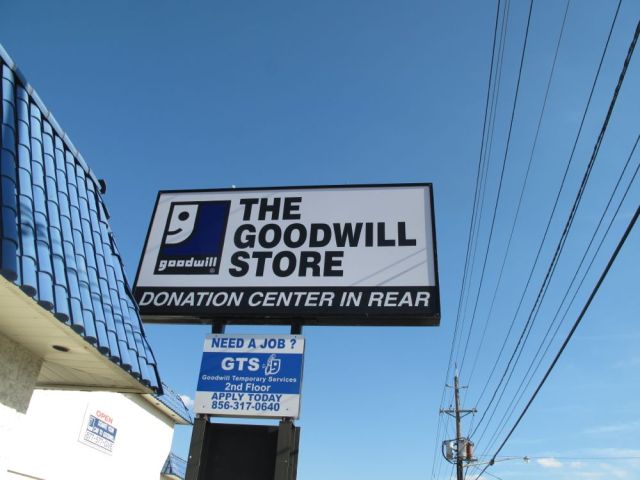 THE
GOODWILL
STORE
goodwill
DONATION CENTER IN REAR
NEED A JOB ?
GTS
Goodwill Temporary Services
2nd Floor
APPLY TODAY
856-317-0640
OPEN